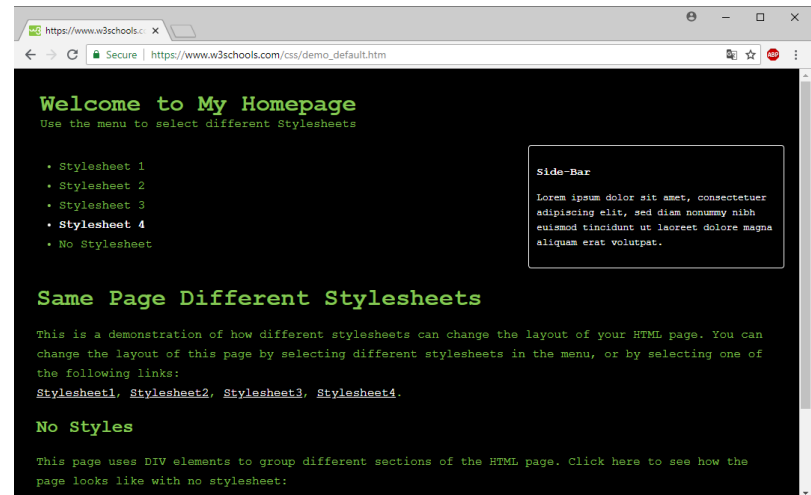 https://www.w3schools.c
Secure | https://www.w3schools.com/css/demo_default.htm
ABP
Welcome to My Homepage
Use the menu to select different Stylesheets
• Stylesheet 1
• Stylesheet 2
• Stylesheet 3
• Stylesheet 4
• No Stylesheet
Side-Bar
Lorem ipsum dolor sit amet, consectetuer
adipiscing elit, sed diam nonummy nibh
euismod tincidunt ut laoreet dolore magna
aliquam erat volutpat.
Same Page Different Stylesheets
This is a demonstration of how different stylesheets can change the layout of your HTML page. You can
change the layout of this page by selecting different stylesheets in the menu, or by selecting one of
the following links:
Stylesheet1, Stylesheet2, Stylesheet3, Stylesheet4.
No Styles
This page uses DIV elements to group different sections of the HTML page. Click here to see how the
page looks like with no stylesheet: